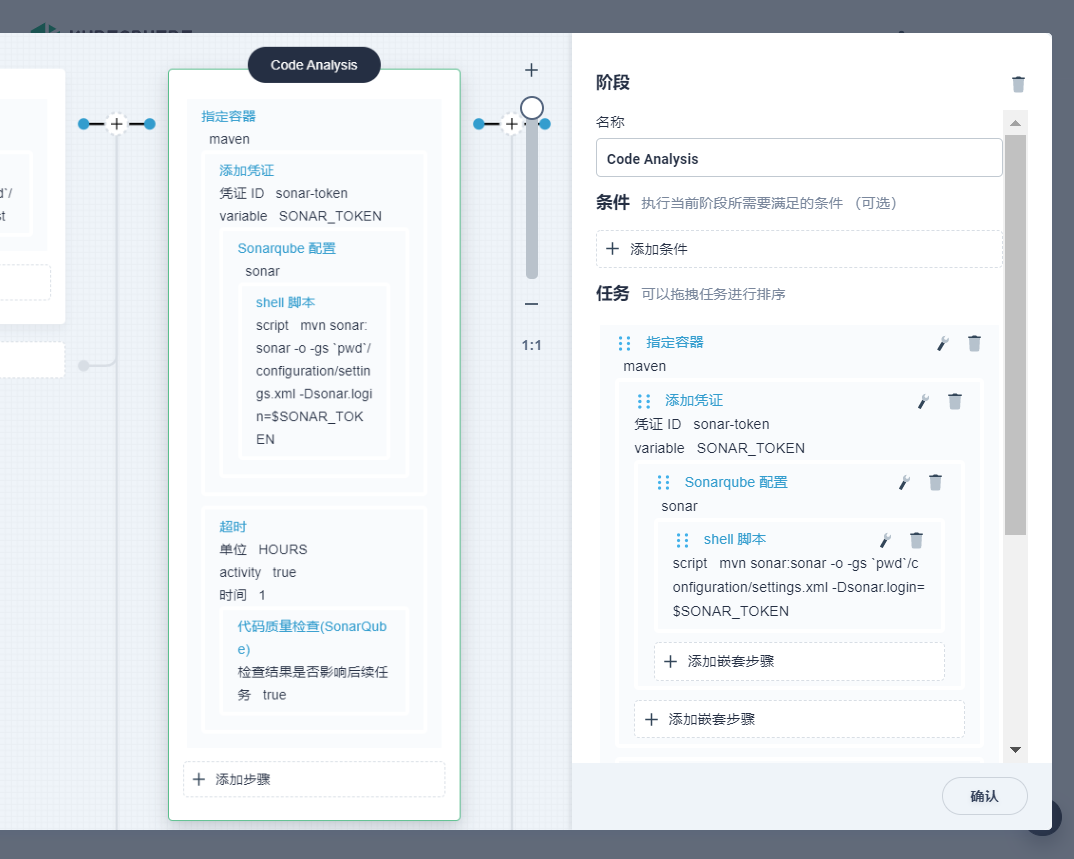 Code Analysis
指定容器
maven
添加凭证
凭证 ID sonar-token
variable SONAR_TOKEN
Sonarqube 配置
sonar
shell 脚本
script mvn sonar:
sonar -o -gs `pwd`/
configuration/settin
gs.xml -Dsonar.logi
n=$SONAR_TOK
EN
超时
单位 HOURS
activity true
时间 1
代码质量检查(SonarQub
e)
检查结果是否影响后续任
务 true
添加步骤
1:1
阶段
名称
Code Analysis
条件 执行当前阶段所需要满足的条件 （可选）
添加条件
任务 可以拖拽任务进行排序
指定容器
maven
添加凭证
凭证 ID sonar-token
variable SONAR_TOKEN
Sonarqube 配置
sonar
shell 脚本
script mvn sonar:sonar -o -gs `pwd`/c
onfiguration/settings.xml -Dsonar.login=
$SONAR_TOKEN
添加嵌套步骤
添加嵌套步骤
确认